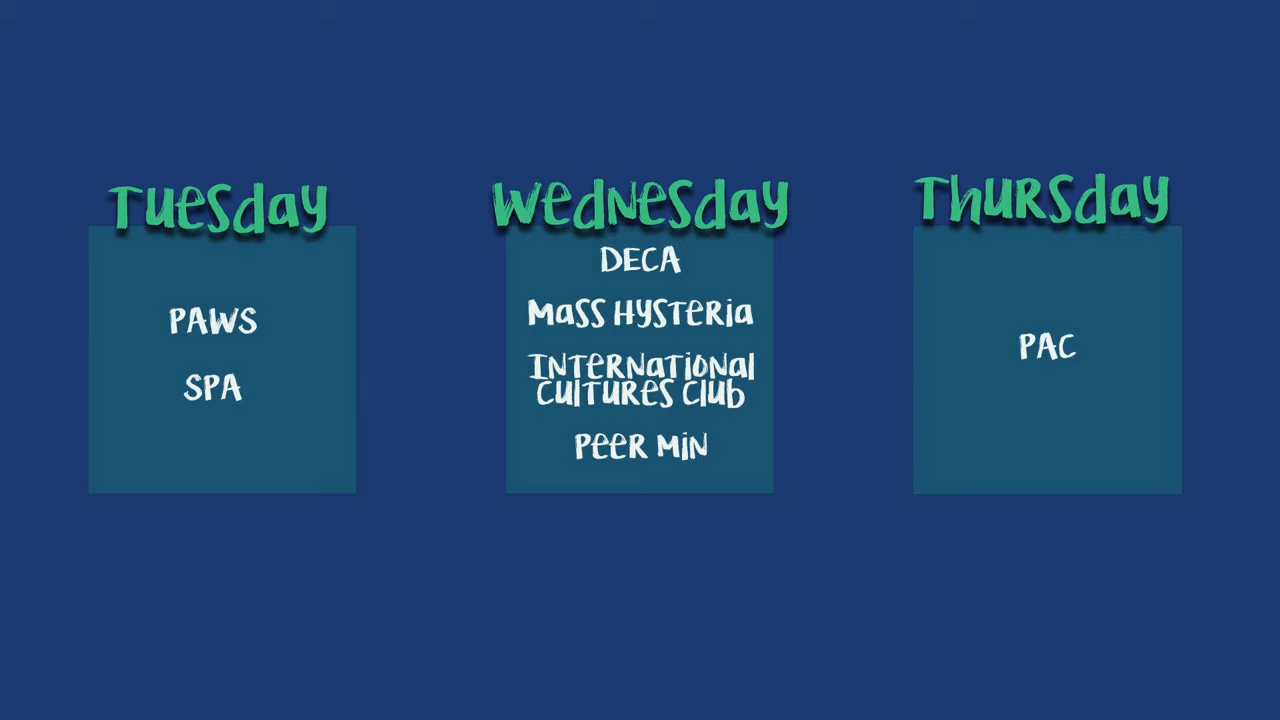 Tuesday
PAWS
SPA
Wednesday
DECA
Mass Hysteria
International
Cultures Club
Peer Min
Thursday
PAC